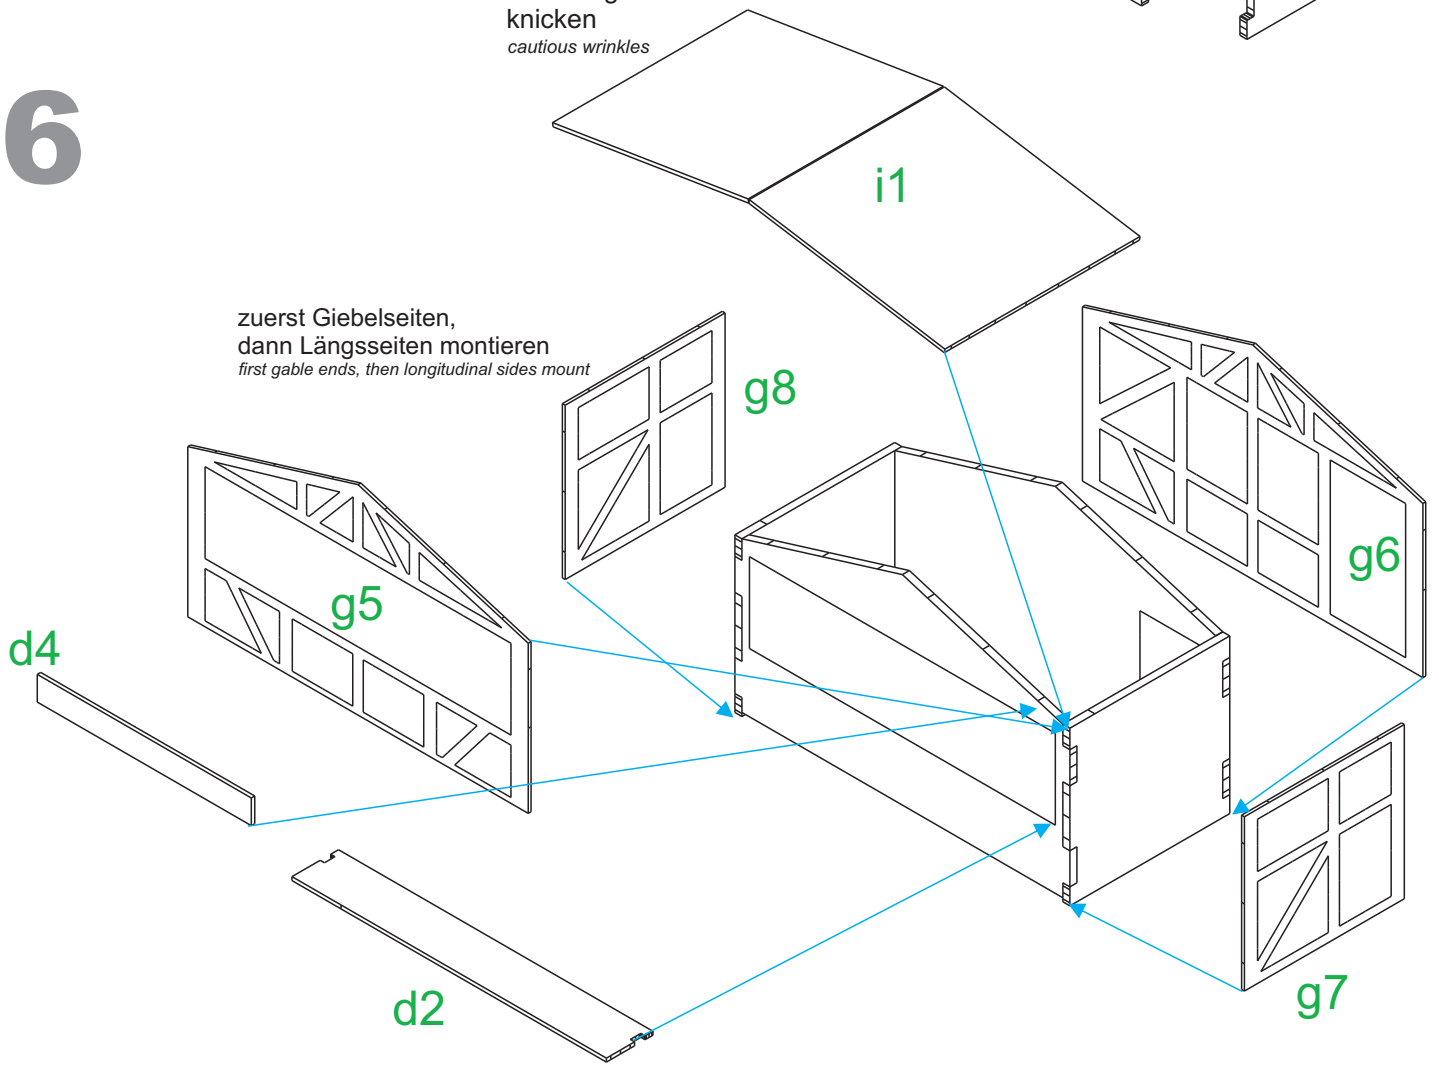 knicken
cautious wrinkles
6
i1
zuerst Giebelseiten,
dann Längsseiten montieren
first gable ends, then longitudinal sides mount
g8
g6
g5
d4
d2
g7